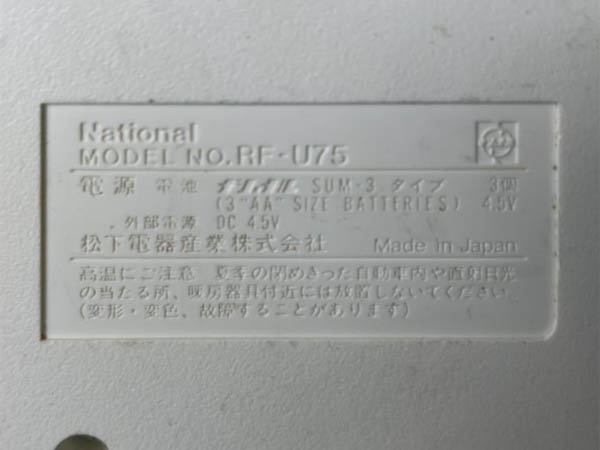 National
MODEL NO. RF-U75
電源 電池 ナショナル SUM-3 タイプ 3個
(3"AA" SIZE BATTERIES) 4.5V
外部電源 DC 4.5V
松下電器産業株式会社 Made in Japan
高温にご注意 夏等の閉めきった自動車内や直射日光
の当たる所、暖房器具付近には放置しないでください
(変形・変色、故障することがあります)